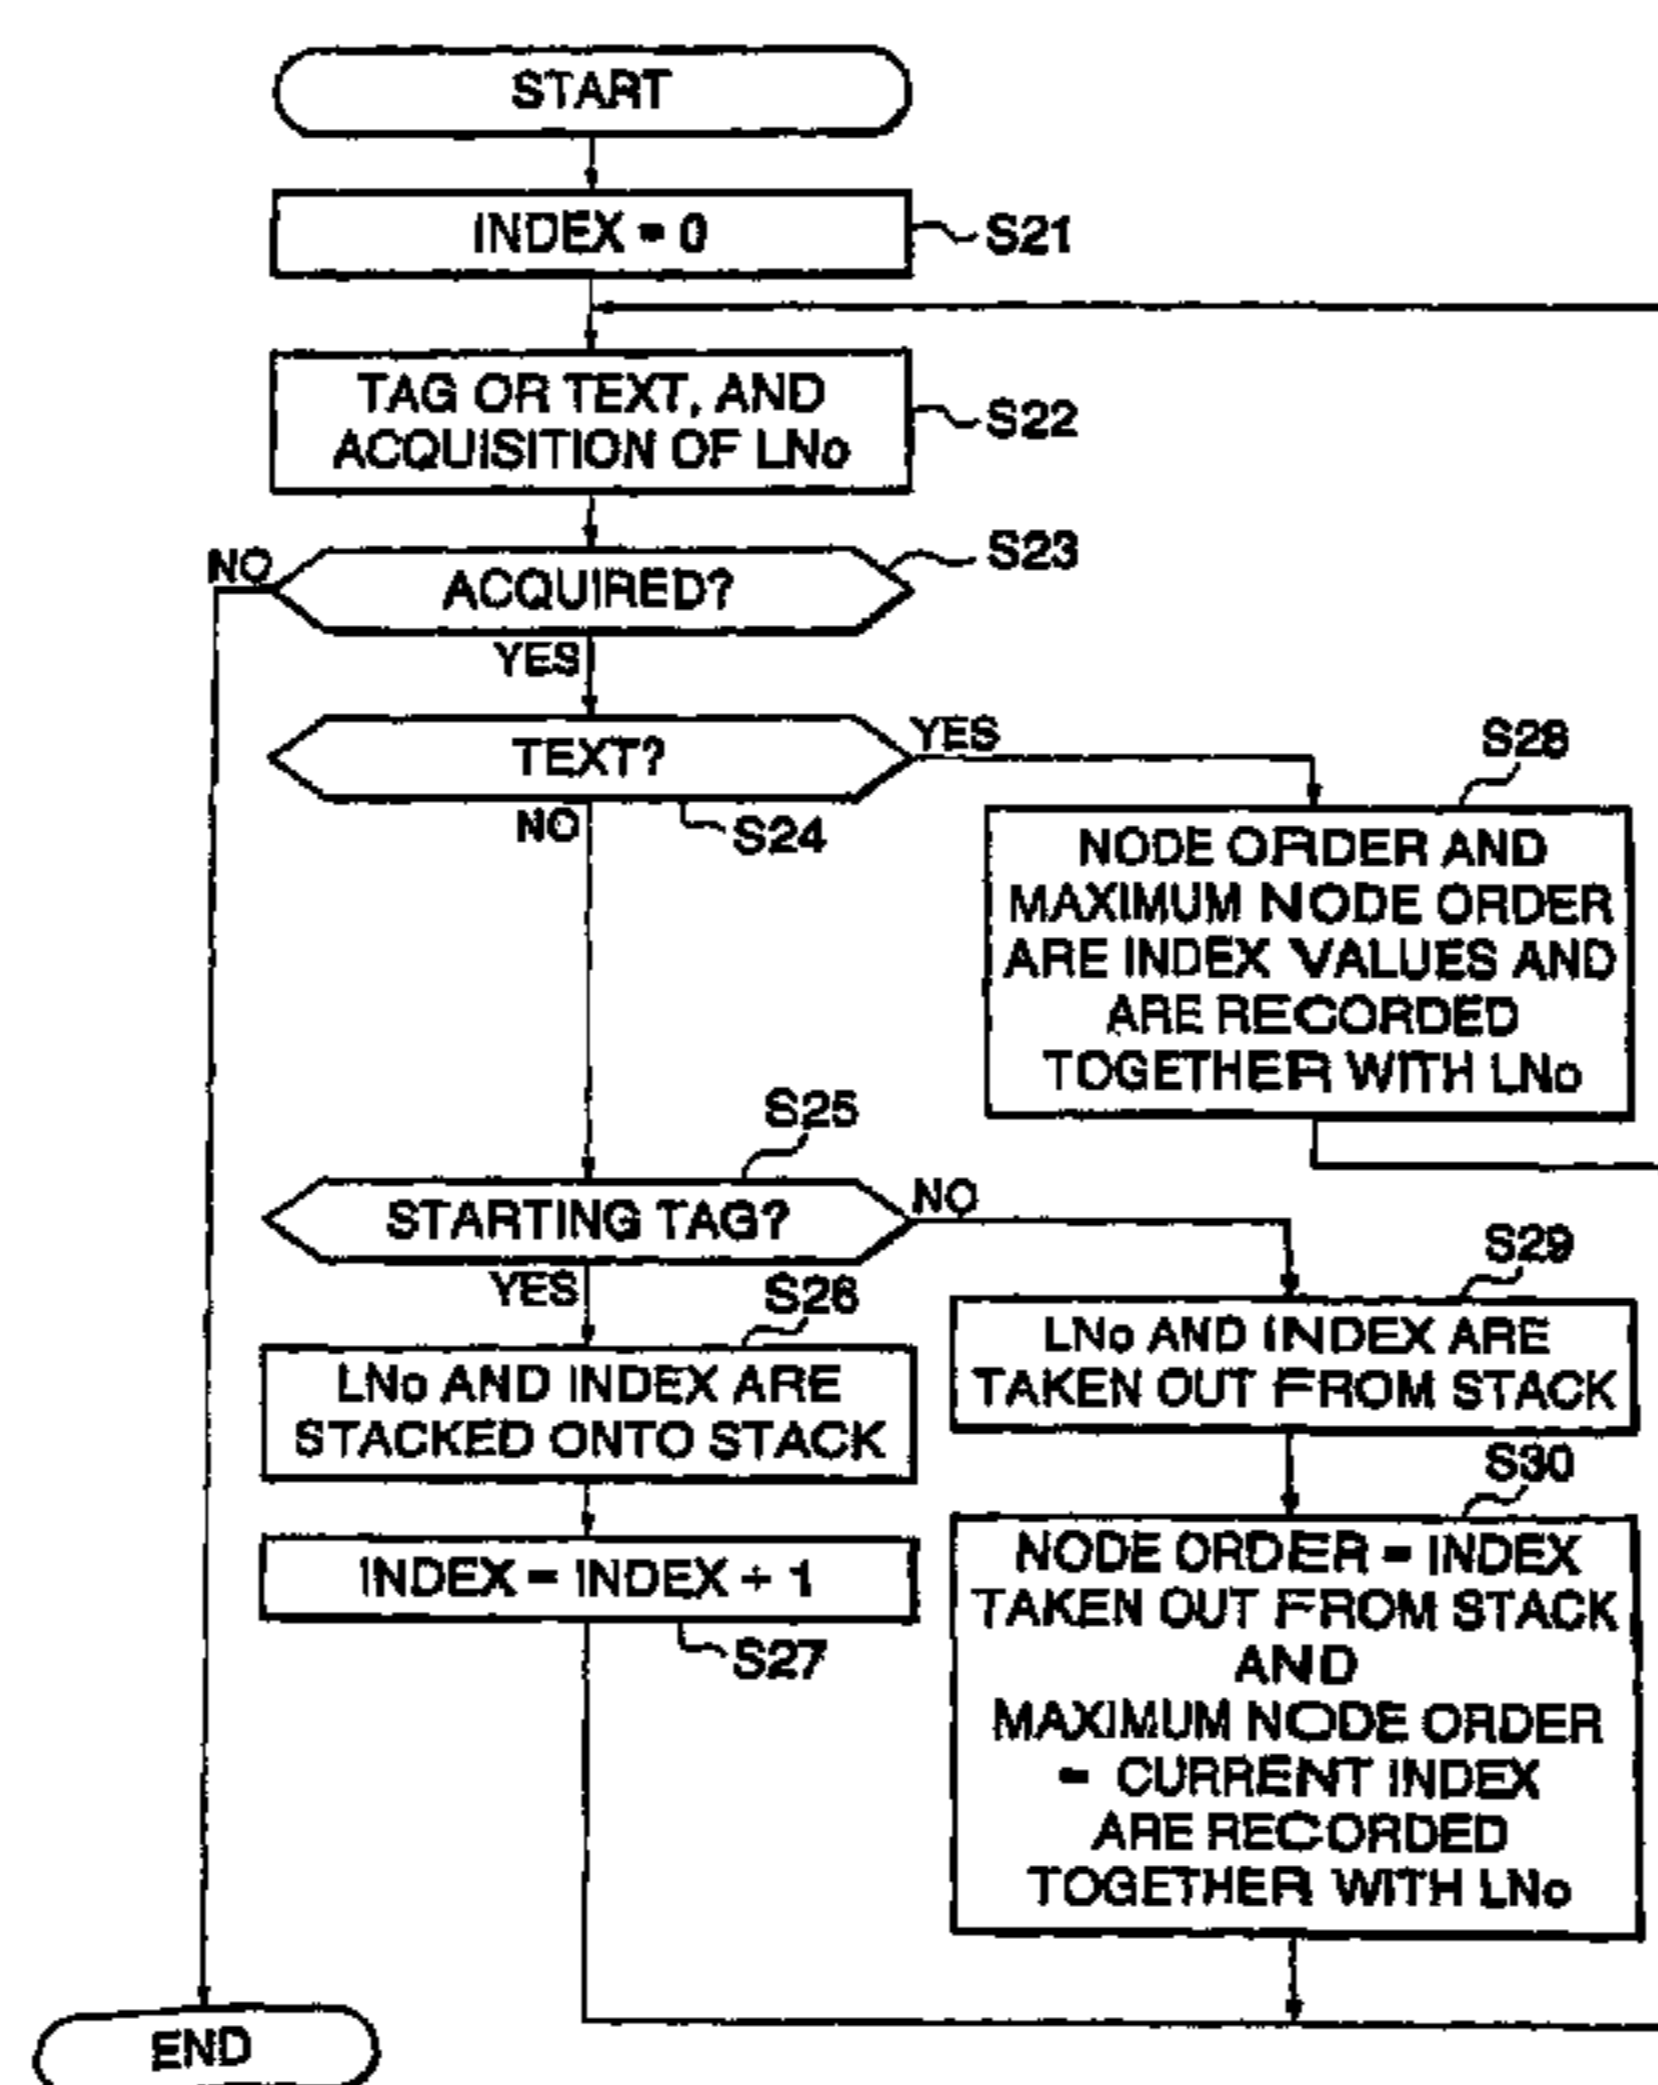 START
INDEX = 0
S21
TAG OR TEXT, AND
ACQUISITION OF LNo
S22
ACQUIRED?
S23
NO
YES
TEXT?
YES
S24
NO
S28
NODE ORDER AND
MAXIMUM NODE ORDER
ARE INDEX VALUES AND
ARE RECORDED
TOGETHER WITH LNo
S25
STARTING TAG?
NO
YES
S26
LNo AND INDEX ARE
STACKED ONTO STACK
INDEX = INDEX + 1
S27
S29
LNo AND INDEX ARE
TAKEN OUT FROM STACK
S30
NODE ORDER = INDEX
TAKEN OUT FROM STACK
AND
MAXIMUM NODE ORDER
= CURRENT INDEX
ARE RECORDED
TOGETHER WITH LNo
END